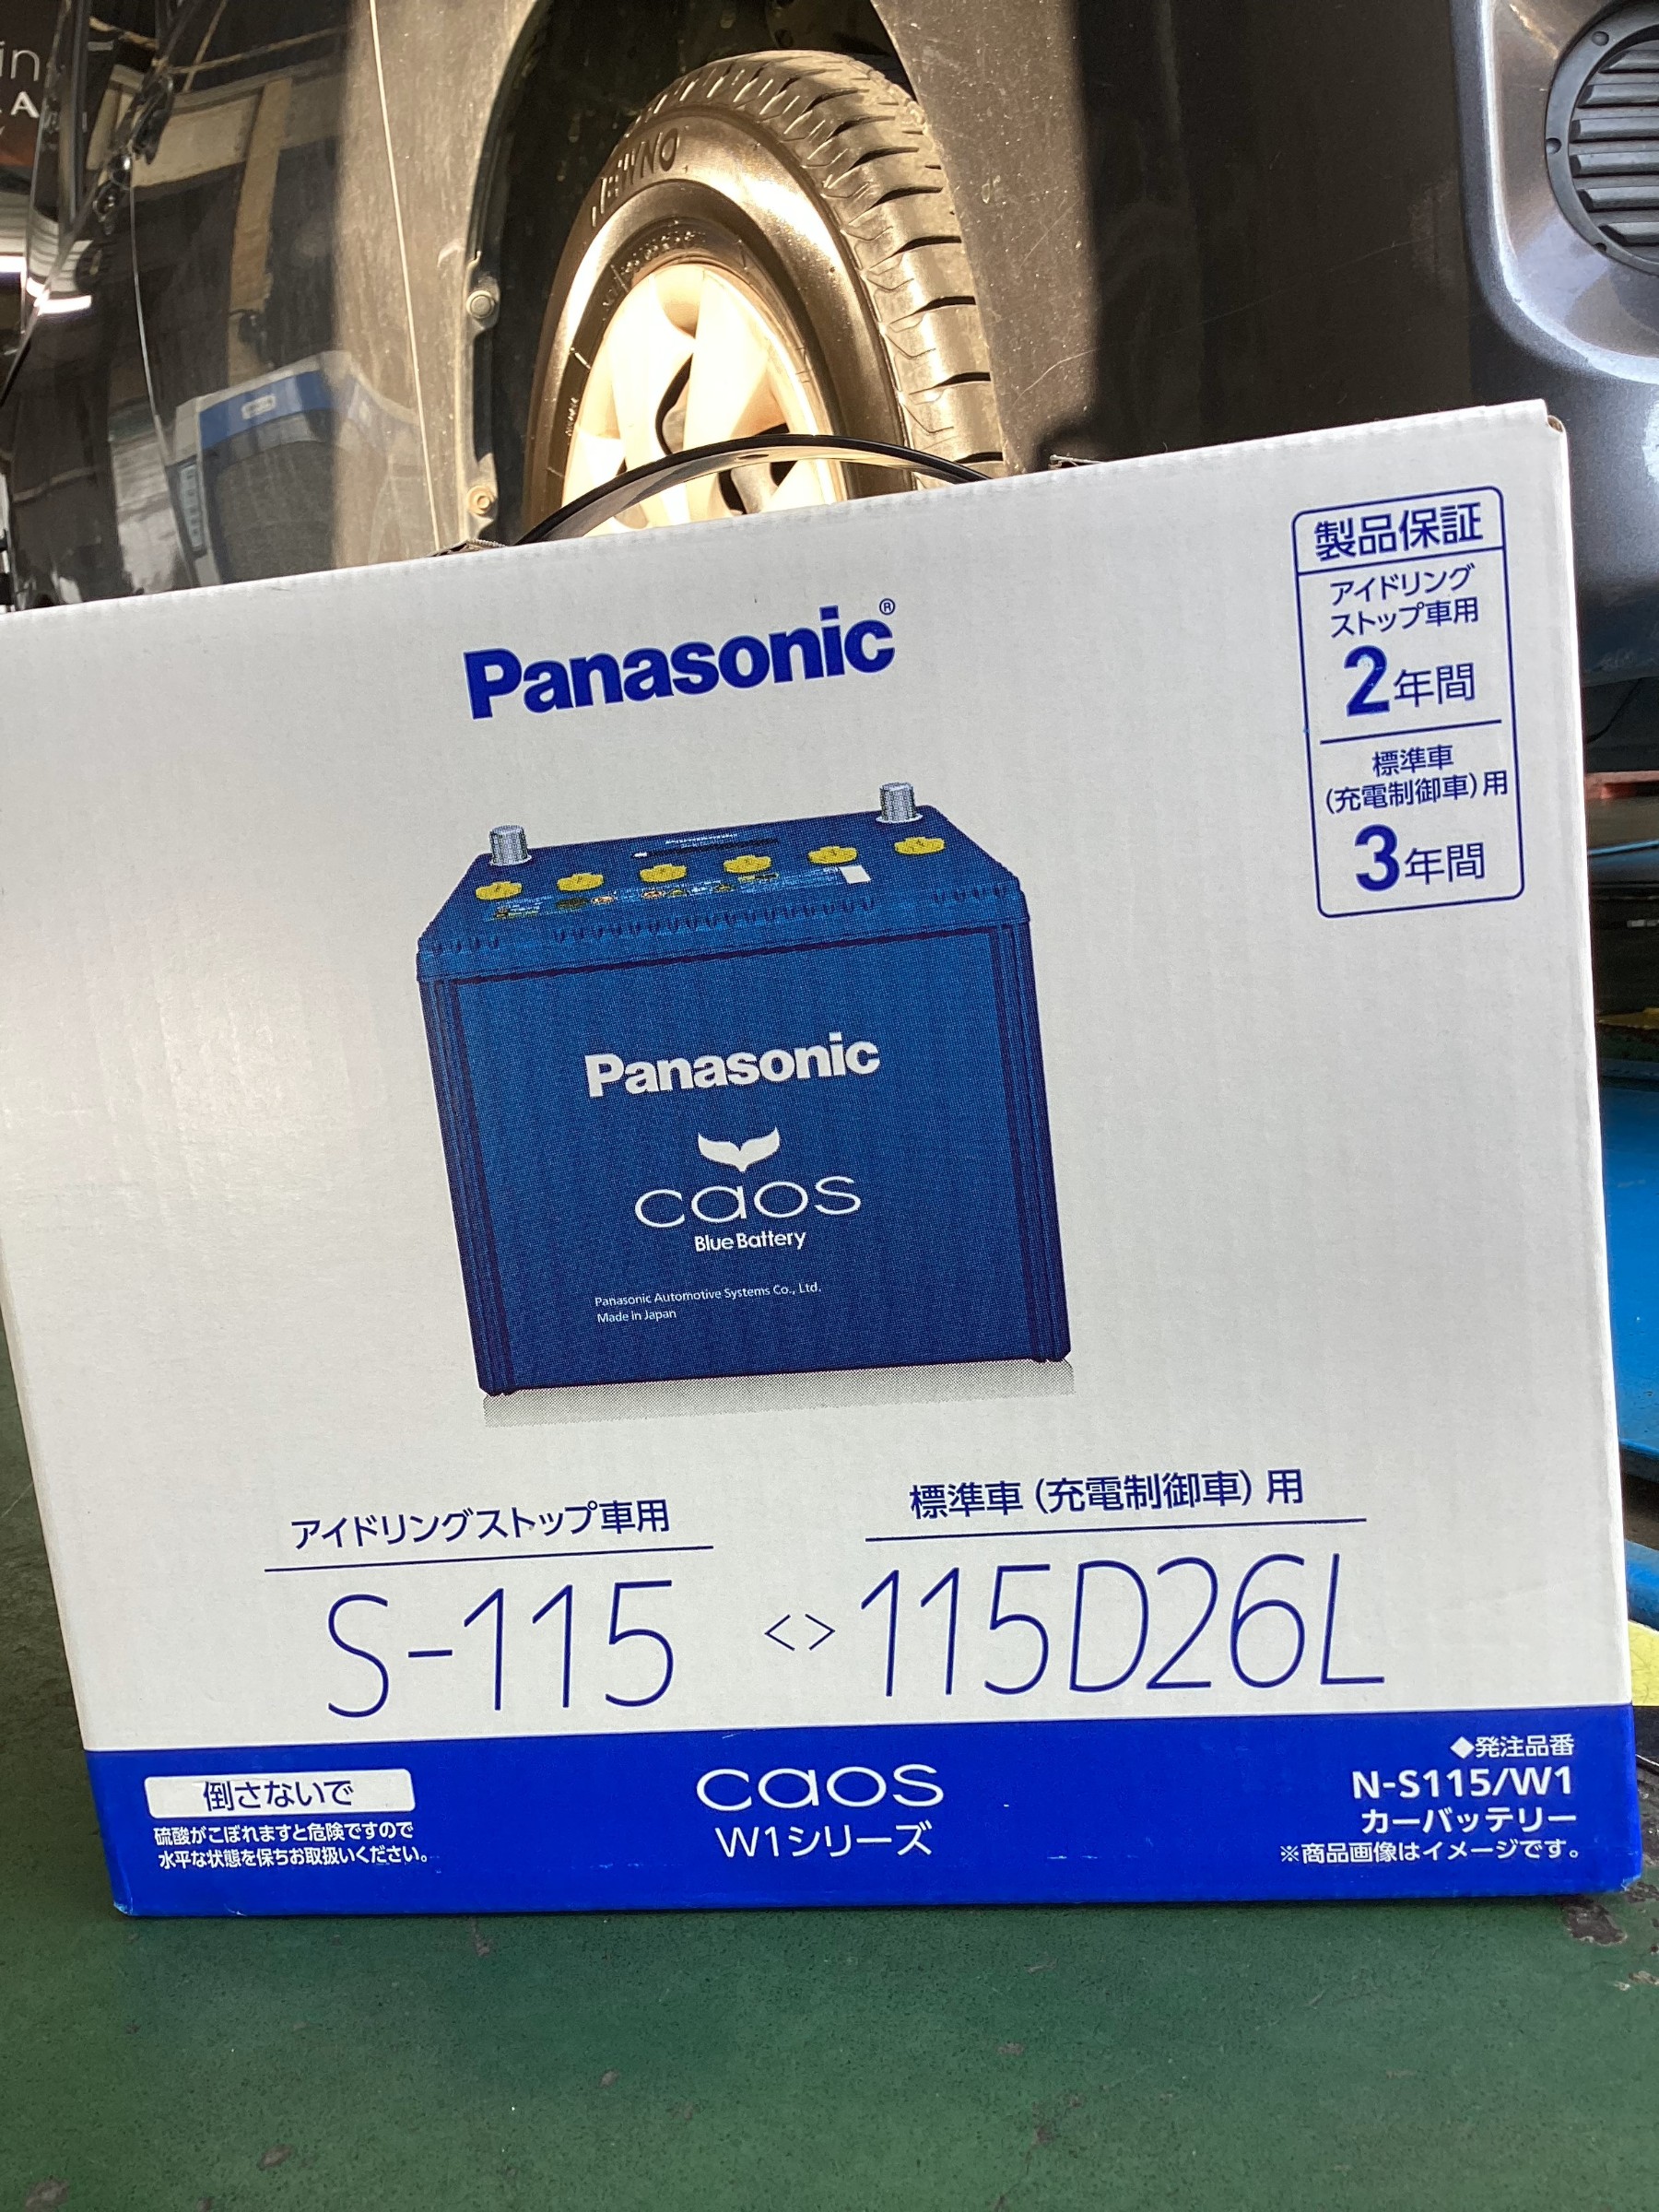 Panasonic®
製品保証
アイドリング
ストップ車用
2年間
標準車
(充電制御車)用
3年間
Panasonic
caos
Blue Battery
Panasonic Automotive Systems Co., Ltd.
Made in Japan
アイドリングストップ車用
S-115
<>
標準車(充電制御車)用
115D26L
倒さないで
硫酸がこぼれますと危険ですので
水平な状態を保ちお取扱いください。
caos
W1シリーズ
◆発注品番
N-S115/W1
カーバッテリー
※商品画像はイメージです。